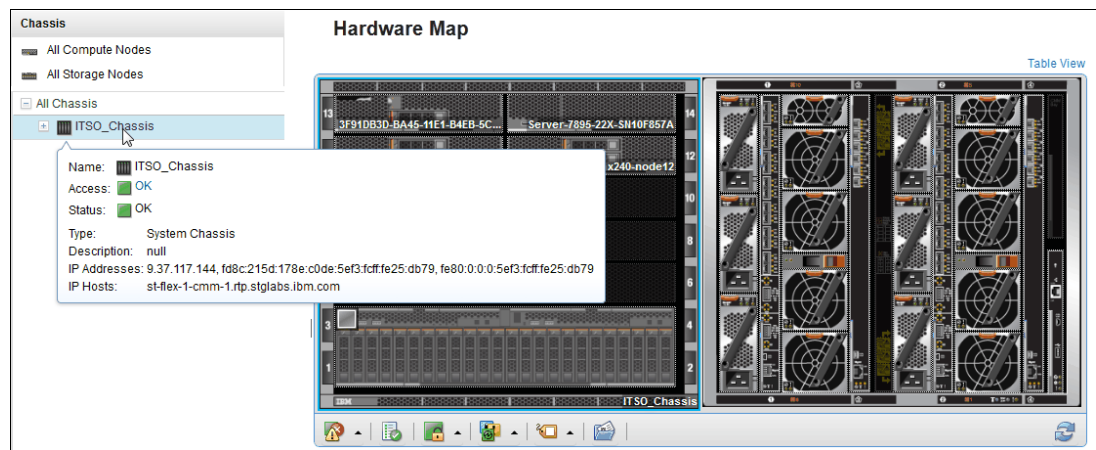 Chassis
Hardware Map
All Compute Nodes
All Storage Nodes
Table View
All Chassis
ITSO_Chassis
13
3F91DB3D-BA45-11E1-B4EB-5C...
Server-7895-22X-SN10F857A
14
x240-node12
12
10
8
6
Name: ITSO_Chassis
Access: OK
Status: OK
Type: System Chassis
Description: null
IP Addresses: 9.37.117.144, fd8c:215d:178e:c0de:5ef3:fcff:fe25:db79, fe80:0:0:0:5ef3:fcff:fe25:db79
IP Hosts: st-flex-1-cmm-1.rtp.stglabs.ibm.com
3
4
1
2
IBM
ITSO_Chassis